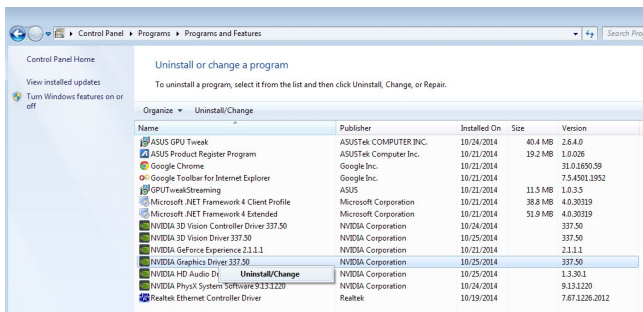 Control Panel Programs Programs and Features Search Pro
Control Panel Home
View installed updates
Turn Windows features on or
off
Uninstall or change a program
To uninstall a program, select it from the list and then click Uninstall, Change, or Repair.
Organize Uninstall/Change
Name Publisher Installed On Size Version
ASUS GPU Tweak ASUSTek COMPUTER INC. 10/24/2014 40.4 MB 2.6.4.0
ASUS Product Register Program ASUSTek Computer Inc. 10/21/2014 19.2 MB 1.0.026
Google Chrome Google Inc. 10/21/2014 31.0.1650.59
Google Toolbar for Internet Explorer Google Inc. 10/21/2014 7.5.4501.1952
GPUTweakStreaming ASUS 10/21/2014 11.5 MB 1.0.3.5
Microsoft .NET Framework 4 Client Profile Microsoft Corporation 10/21/2014 38.8 MB 4.0.30319
Microsoft .NET Framework 4 Extended Microsoft Corporation 10/21/2014 51.9 MB 4.0.30319
NVIDIA 3D Vision Controller Driver 337.50 NVIDIA Corporation 10/24/2014 337.50
NVIDIA 3D Vision Driver 337.50 NVIDIA Corporation 10/25/2014 337.50
NVIDIA GeForce Experience 2.1.1.1 NVIDIA Corporation 10/21/2014 2.1.1.1
NVIDIA Graphics Driver 337.50 NVIDIA Corporation 10/25/2014 337.50
NVIDIA HD Audio Dr Uninstall/Change NVIDIA Corporation 10/25/2014 1.3.30.1
NVIDIA PhysX System Software 9.13.1220 NVIDIA Corporation 10/24/2014 9.13.1220
Realtek Ethernet Controller Driver Realtek 10/19/2014 7.67.1226.2012